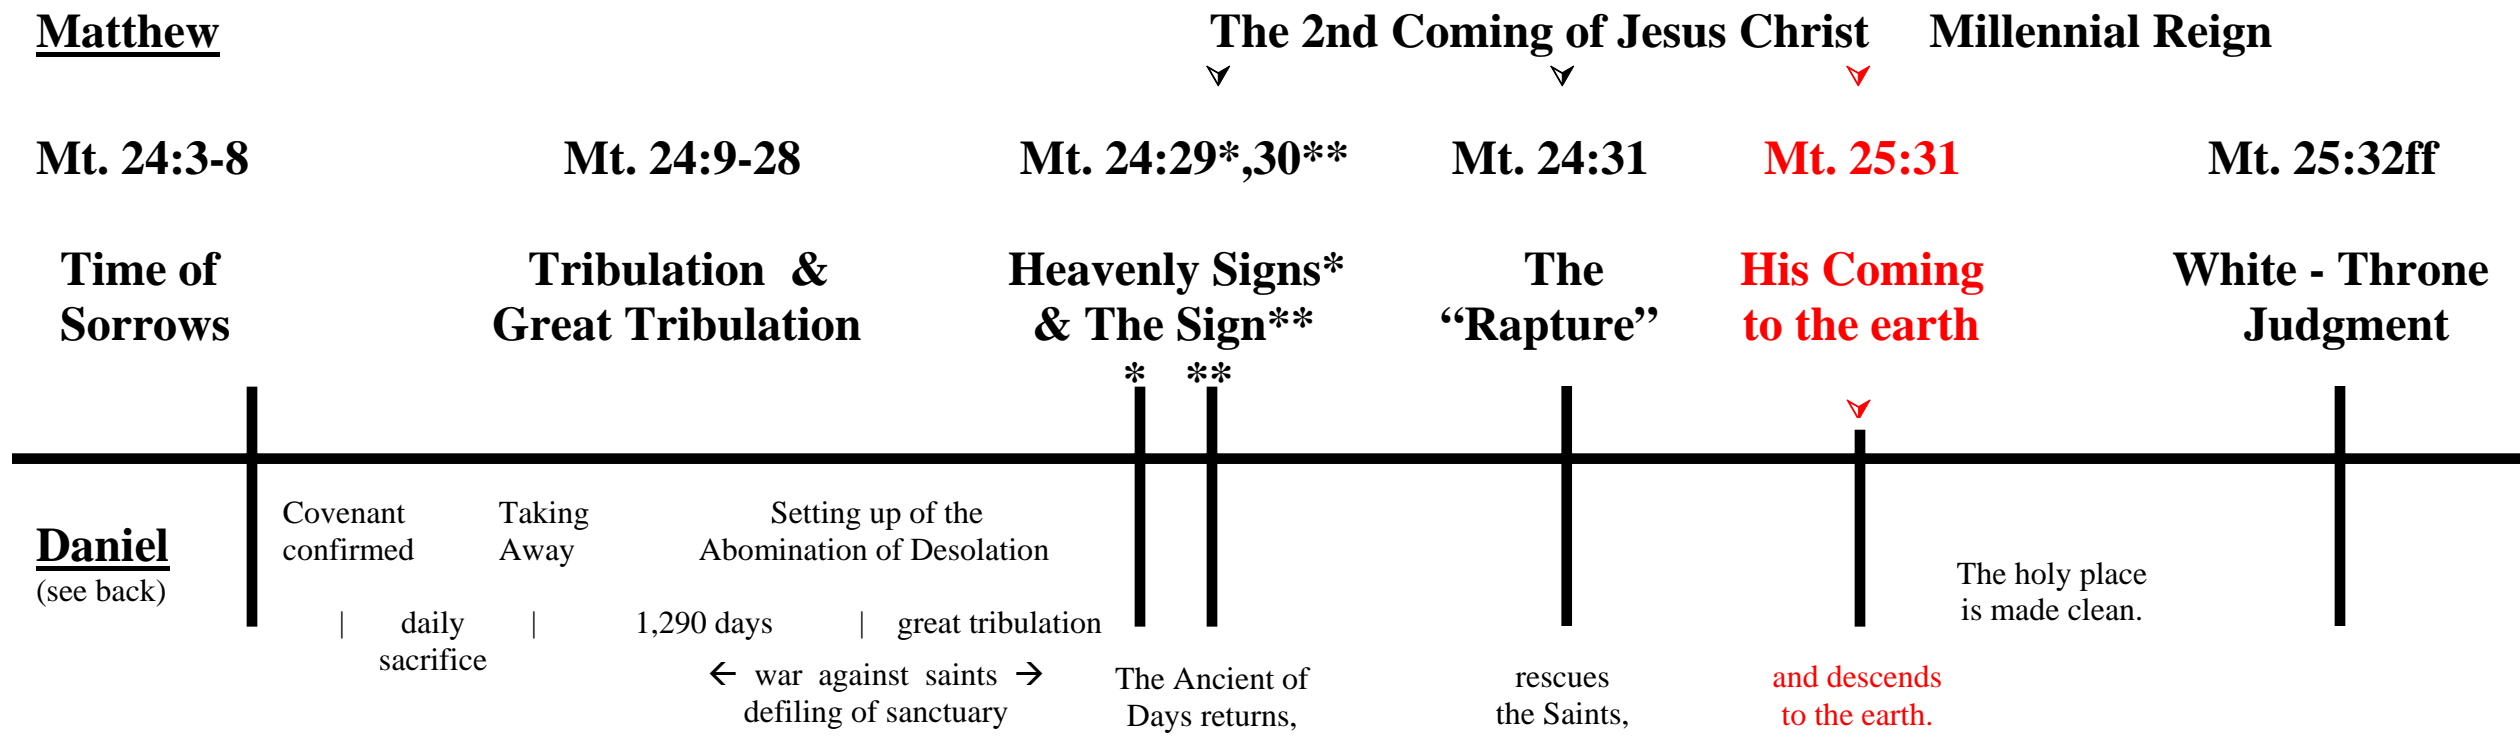 Matthew The 2nd Coming of Jesus Christ Millennial Reign
Mt. 24:3-8 Mt. 24:9-28 Mt. 24:29*,30** Mt. 24:31 Mt. 25:31 Mt. 25:32ff
Time of Tribulation & Heavenly Signs* The His Coming White - Throne
Sorrows Great Tribulation & The Sign** “Rapture” to the earth Judgment
* **
Covenant Taking Setting up of the
confirmed Away Abomination of Desolation
Daniel
(see back)
The holy place
is made clean.
| daily | 1,290 days | great tribulation
sacrifice
← war against saints → The Ancient of rescues and descends
defiling of sanctuary Days returns, the Saints, to the earth.